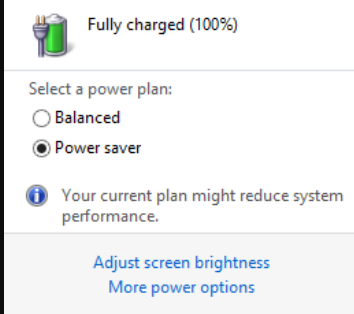 Fully charged (100%)
Select a power plan:
Balanced
Power saver
Your current plan might reduce system
performance.
Adjust screen brightness
More power options